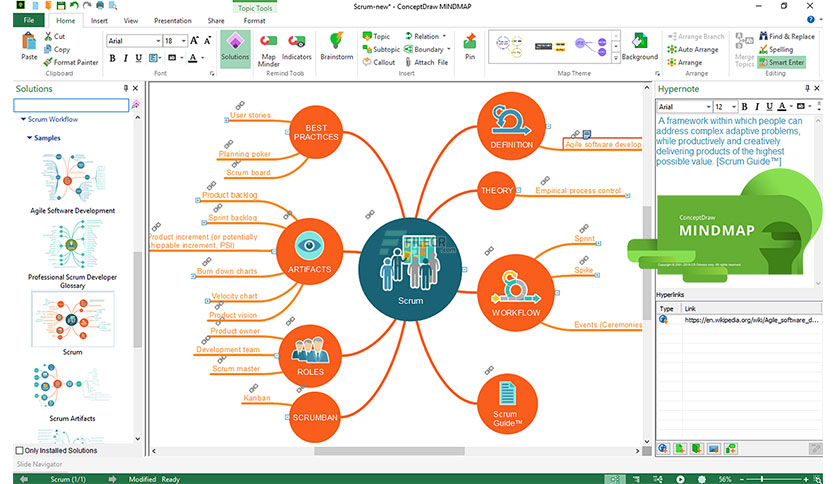 Topic Tools
Scrum-new* - ConceptDraw MINDMAP
File
Home
Insert
View
Presentation
Share
Format
Paste
Cut
Copy
Format Painter
Clipboard
Arial
18
B I U
Solutions
Map Minder
Indicators
Remind Tools
Brainstorm
Topic
Subtopic
Callout
Relation
Boundary
Attach File
Insert
Pin
Map Theme
Background
Arrange Branch
Auto Arrange
Arrange
Arrange
Merge Topics
Find & Replace
Spelling
Smart Enter
Editing
Solutions
Scrum Workflow
Samples
Agile Software Development
Professional Scrum Developer
Glossary
Scrum
Scrum Artifacts
Only Installed Solutions
Slide Navigator
User stories
BEST
PRACTICES
Planning poker
Scrum board
Product backlog
Sprint backlog
Product increment (or potentially
shippable increment, PSI)
Burn down charts
ARTIFACTS
Velocity chart
Product vision
Product owner
Development team
Scrum master
ROLES
Kanban
SCRUMBAN
Scrum
DEFINITION
Agile software develop
THEORY
Empirical process control
Sprint
Spike
WORKFLOW
Events (Ceremonies
Scrum
Guide™
Hypernote
Arial
12
B I U
A framework within which people can
address complex adaptive problems,
while productively and creatively
delivering products of the highest
possible value. [Scrum Guide™]
ConceptDraw
MINDMAP
Hyperlinks
Type
Link
https://en.wikipedia.org/wiki/Agile_software_d...
Scrum (1/1)
Modified
Ready
56%